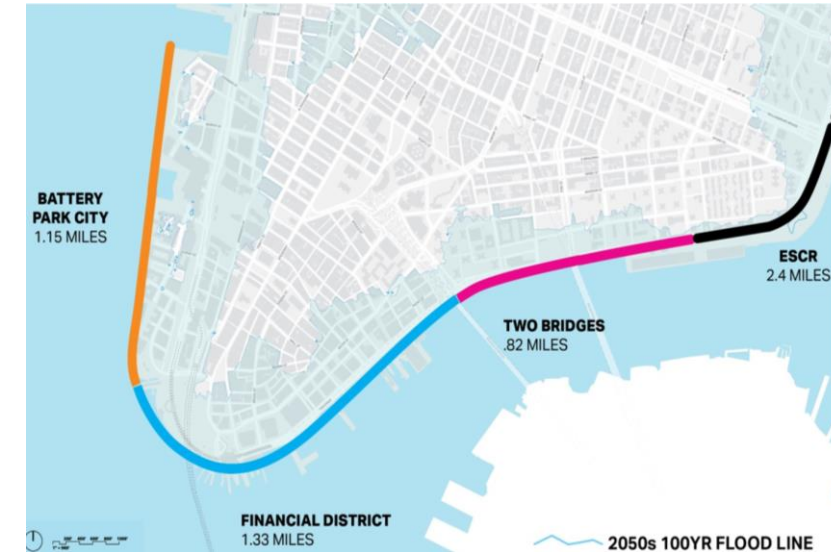 BATTERY
PARK CITY
1.15 MILES
ESCR
2.4 MILES
TWO BRIDGES
.82 MILES
FINANCIAL DISTRICT
1.33 MILES
2050s 100YR FLOOD LINE